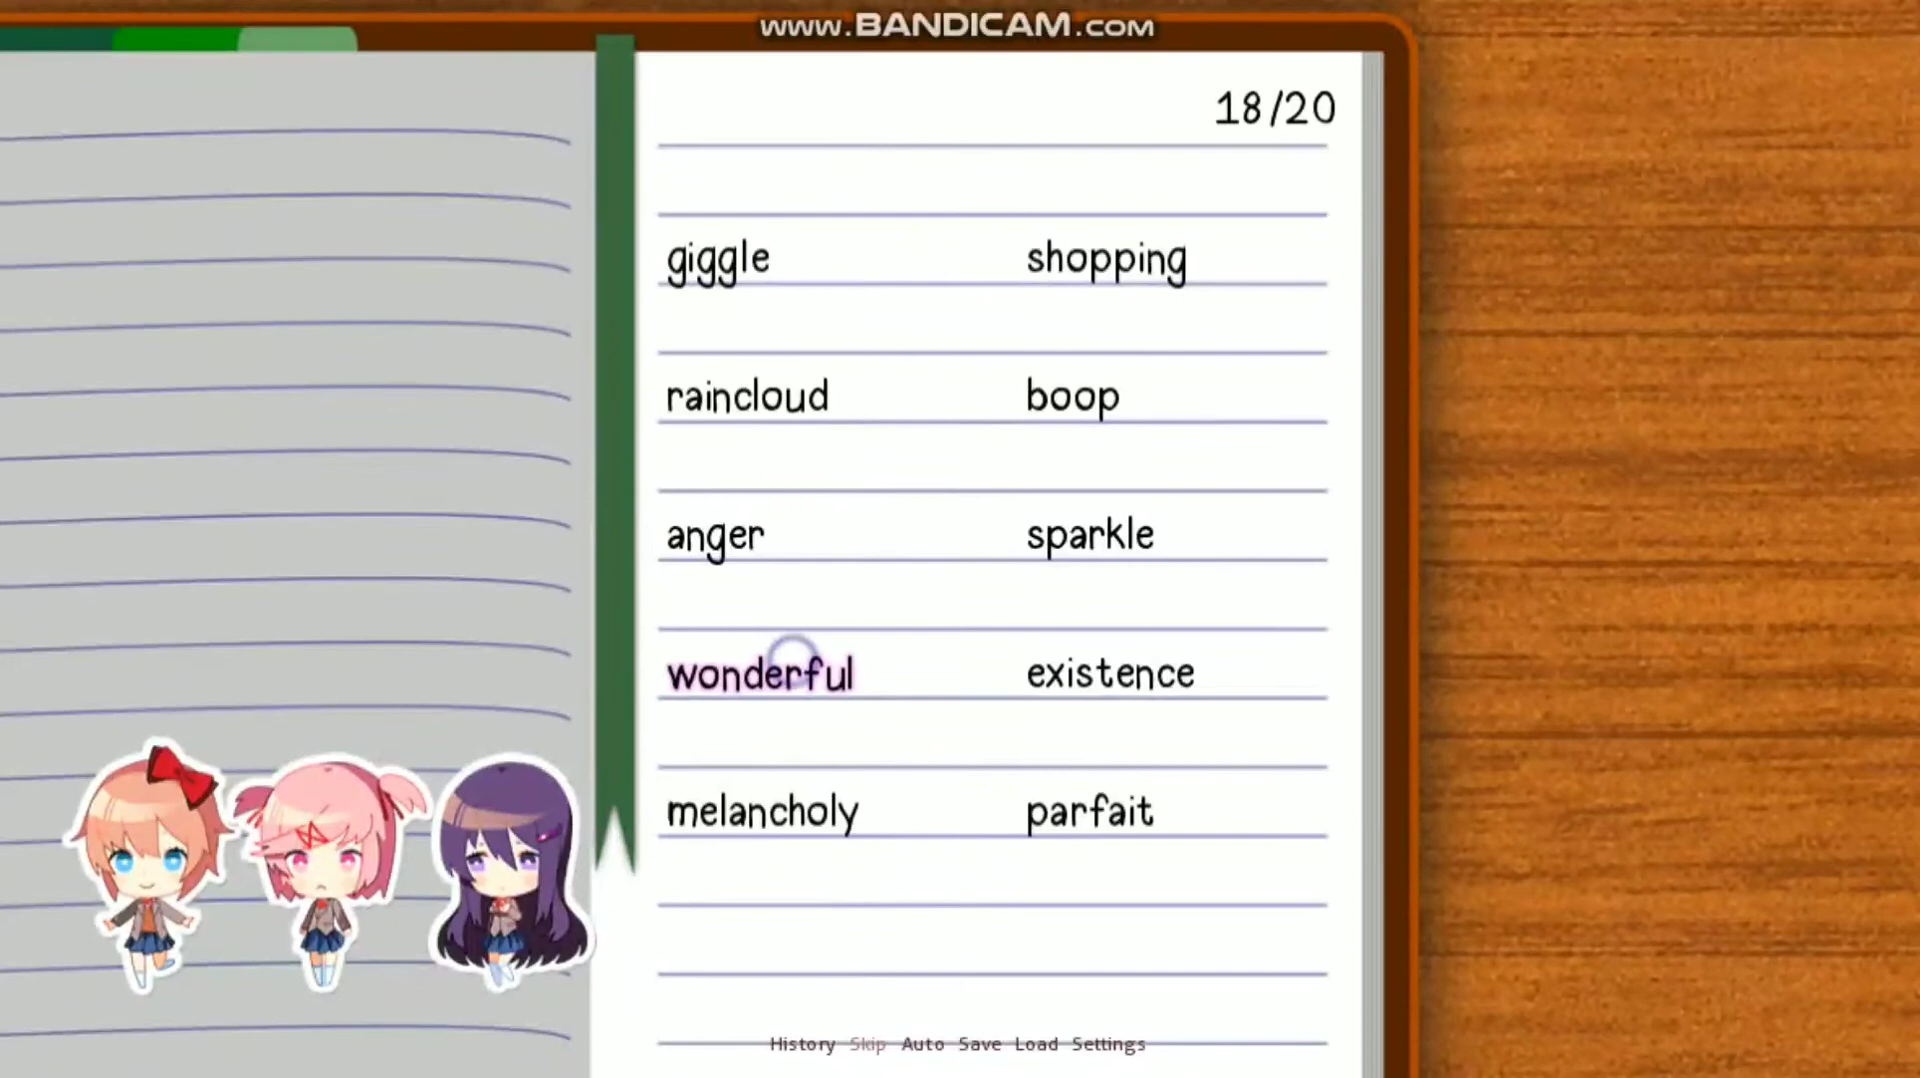 www.BANDICAM.com
18/20
giggle shopping
raincloud boop
anger sparkle
wonderful existence
melancholy parfait
History Skip Auto Save Load Settings